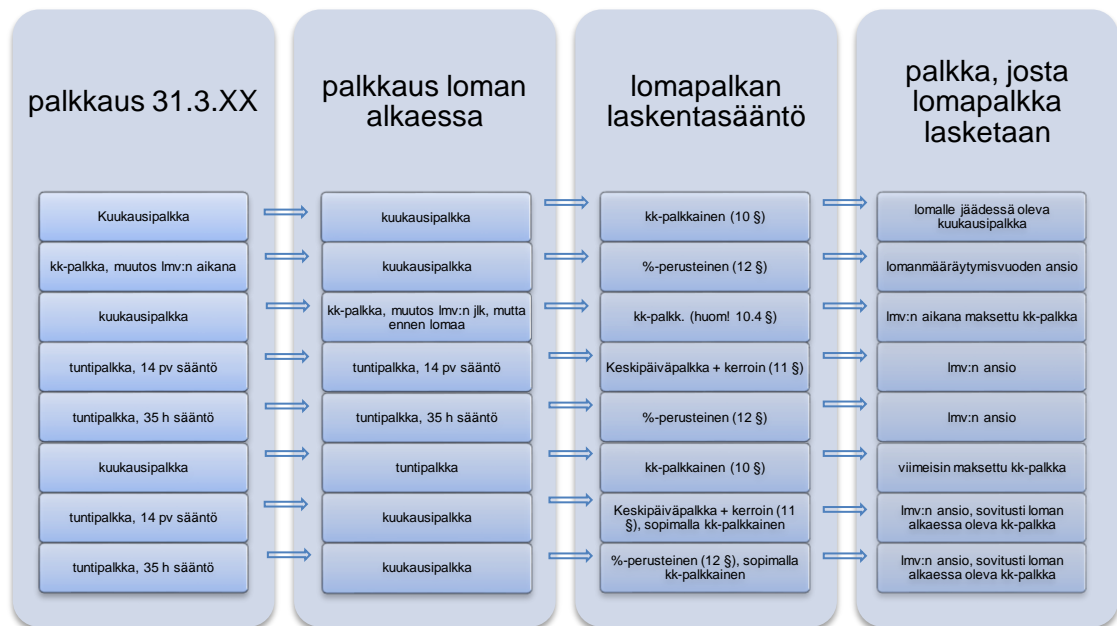 palkkaus 31.3.XX
palkkaus loman
alkaessa
lomapalkan
laskentasääntö
palkka, josta
lomapalkka
lasketaan
Kuukausipalkka
kuukausipalkka
kk-palkkainen (10 §)
lomalle jäädessä oleva
kuukausipalkka
kk-palkka, muutos lmv:n aikana
kuukausipalkka
%-perusteinen (12 §)
lomanmääräytymisvuoden ansio
kuukausipalkka
kk-palkka, muutos lmv:n jlk, mutta
ennen lomaa
kk-palkk. (huom! 10.4 §)
lmv:n aikana maksettu kk-palkka
tuntipalkka, 14 pv sääntö
tuntipalkka, 14 pv sääntö
Keskipäiväpalkka + kerroin (11 §)
lmv:n ansio
tuntipalkka, 35 h sääntö
tuntipalkka, 35 h sääntö
%-perusteinen (12 §)
lmv:n ansio
kuukausipalkka
tuntipalkka
kk-palkkainen (10 §)
viimeisin maksettu kk-palkka
tuntipalkka, 14 pv sääntö
kuukausipalkka
Keskipäiväpalkka + kerroin (11
§), sopimalla kk-palkkainen
lmv:n ansio, sovitusti loman
alkaessa oleva kk-palkka
tuntipalkka, 35 h sääntö
kuukausipalkka
%-perusteinen (12 §), sopimalla
kk-palkkainen
lmv:n ansio, sovitusti loman
alkaessa oleva kk-palkka